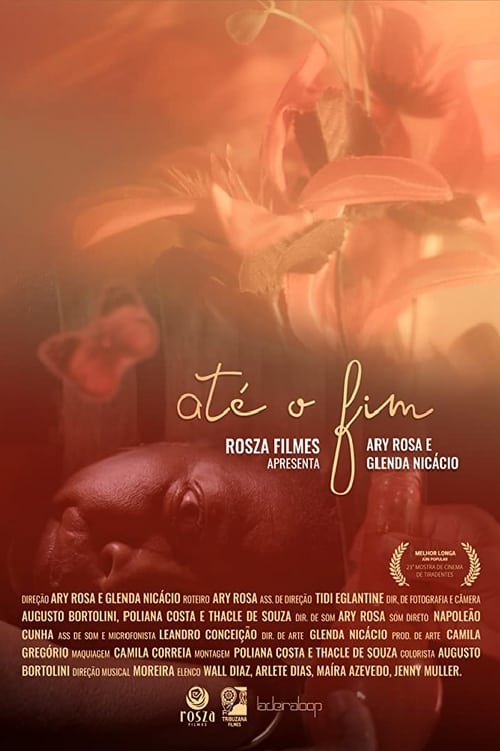 até o fim
ROSZA FILMES
APRESENTA
ARY ROSA E
GLENDA NICÁCIO
MELHOR LONGA
JÚRI POPULAR
23ª MOSTRA DE CINEMA
DE TIRADENTES
DIREÇÃO ARY ROSA E GLENDA NICÁCIO ROTEIRO ARY ROSA ASS. DE DIREÇÃO TIDI EGLANTINE DIR. DE FOTOGRAFIA E CÂMERA
AUGUSTO BORTOLINI, POLIANA COSTA E THACLE DE SOUZA DIR. DE SOM ARY ROSA SOM DIRETO NAPOLEÃO
CUNHA ASS DE SOM E MICROFONISTA LEANDRO CONCEIÇÃO DIR. DE ARTE GLENDA NICÁCIO PROD. DE ARTE CAMILA
GREGÓRIO MAQUIAGEM CAMILA CORREIA MONTAGEM POLIANA COSTA E THACLE DE SOUZA COLORISTA AUGUSTO
BORTOLINI DIREÇÃO MUSICAL MOREIRA ELENCO WALL DIAZ, ARLETE DIAS, MAÍRA AZEVEDO, JENNY MULLER.
rosza
FILMES
TRIBUZANA
FILMES
laderaloop